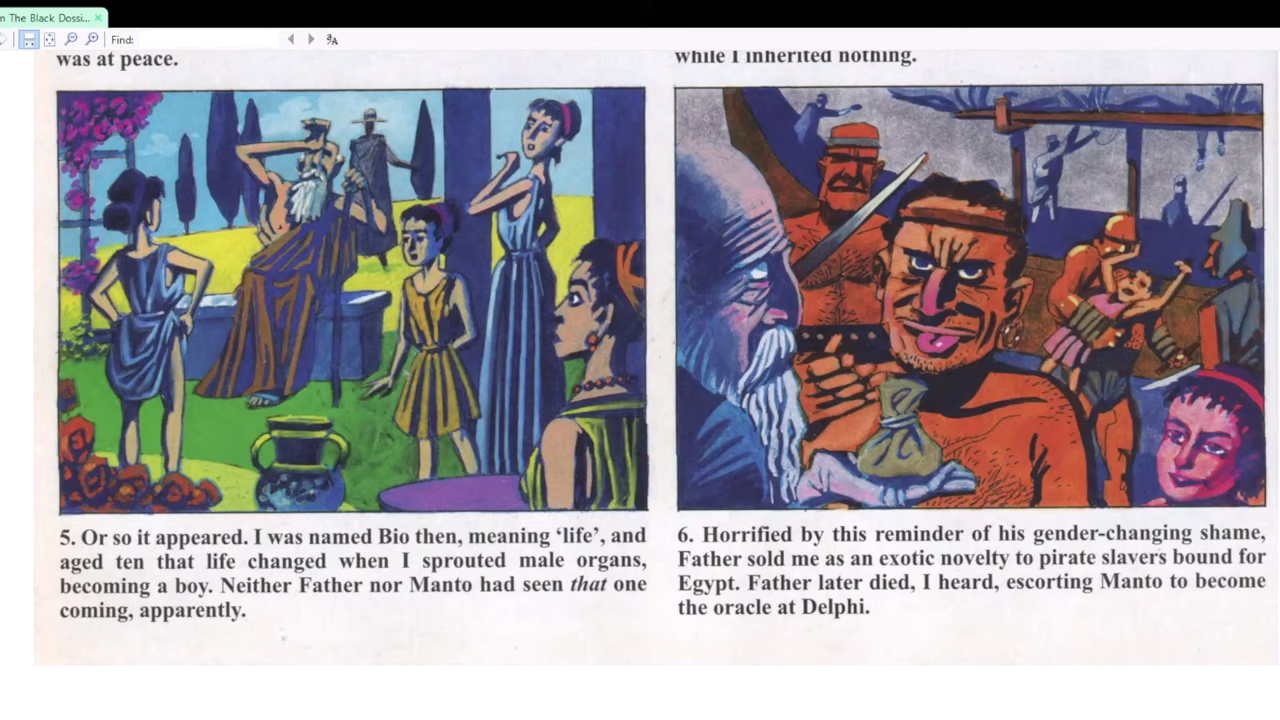 m The Black Dossi...
Find:
was at peace.
while I inherited nothing.
5. Or so it appeared. I was named Bio then, meaning ‘life’, and
aged ten that life changed when I sprouted male organs,
becoming a boy. Neither Father nor Manto had seen that one
coming, apparently.
6. Horrified by this reminder of his gender-changing shame,
Father sold me as an exotic novelty to pirate slavers bound for
Egypt. Father later died, I heard, escorting Manto to become
the oracle at Delphi.